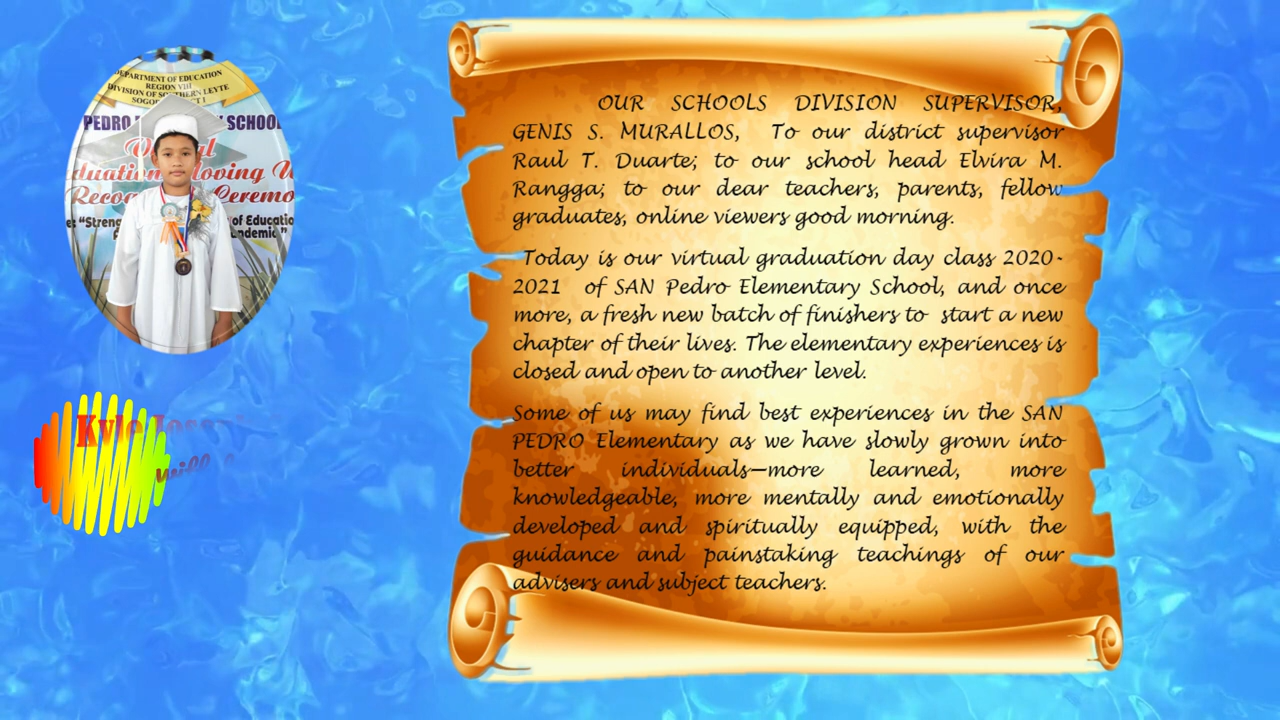 DEPARTMENT OF EDUCATION
REGION VIII
DIVISION OF SOUTHERN LEYTE
PEDRO SCHOOL
Ceremo
of Educatio
Kyle
OUR SCHOOLS DIVISION SUPERVISOR,
GENIS S. MURALLOS, To our district supervisor
Raul T. Duarte; to our school head Elvira M.
Rangga; to our dear teachers, parents, fellow
graduates, online viewers good morning.
Today is our virtual graduation day class 2020-
2021 of SAN Pedro Elementary School, and once
more, a fresh new batch of finishers to start a new
chapter of their lives. The elementary experiences is
closed and open to another level.
Some of us may find best experiences in the SAN
PEDRO Elementary as we have slowly grown into
better individuals—more learned, more
knowledgeable, more mentally and emotionally
developed and spiritually equipped, with the
guidance and painstaking teachings of our
advisers and subject teachers.